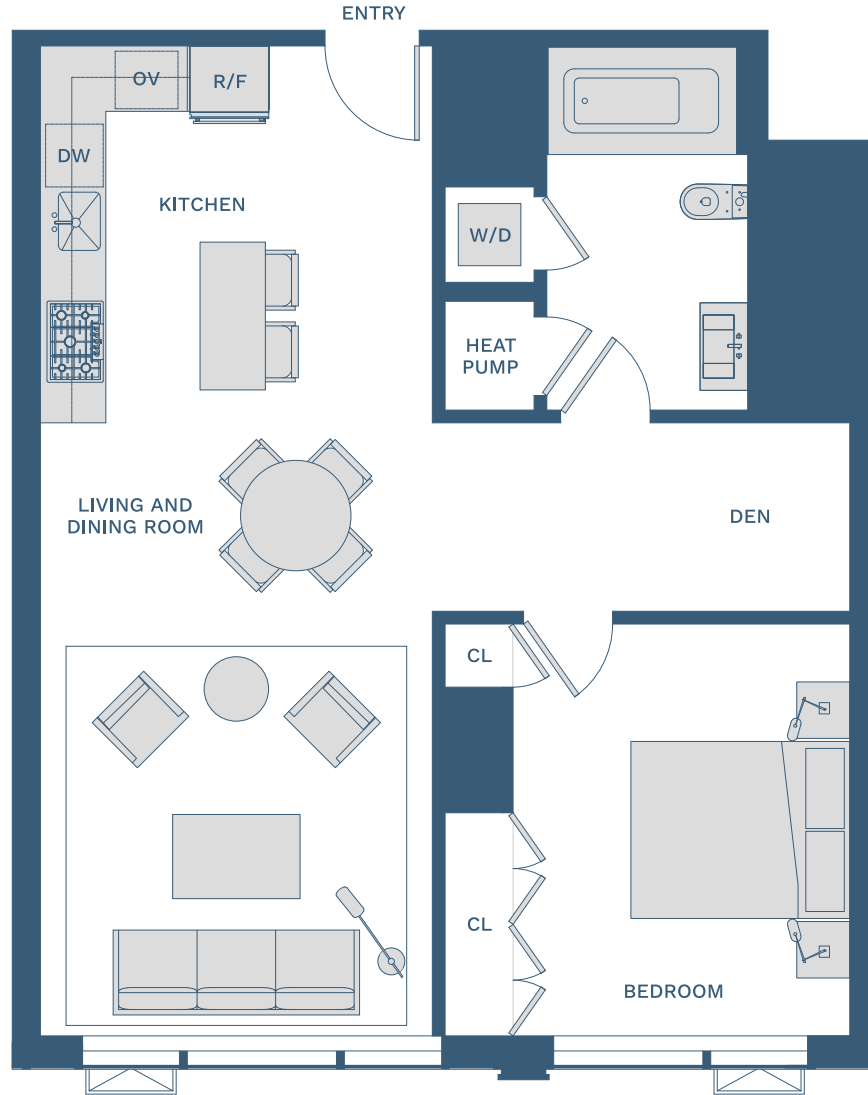 ENTRY
OV
R/F
DW
KITCHEN
W/D
HEAT
PUMP
LIVING AND
DINING ROOM
DEN
CL
CL
BEDROOM